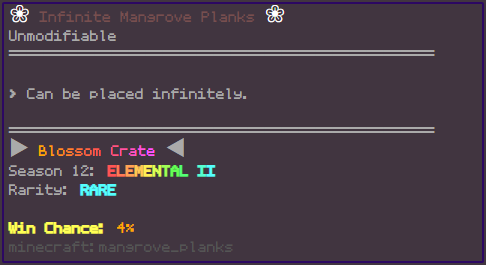 ❀ Infinite Mangrove Planks ❀
Unmodifiable
> Can be placed infinitely.
▶ Blossom Crate ◀
Season 12: ELEMENTAL II
Rarity: RARE
Win Chance: 4%
minecraft:mangrove_planks